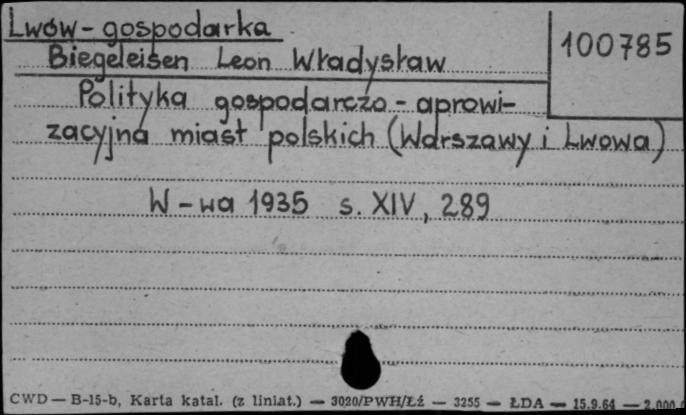 Lwów - gospodarka
100785
Biegeleisen Leon Władysław
Polityka gospodarczo - aprowi-
zacyjna miast polskich (Warszawy i Lwowa)
W-wa 1935 s. XIV, 289
CWD — B-15-b, Karta katal. (z liniat.) — 3020/PWH/Łź — 3255 — ŁDA — 15.9.64 — 2.000